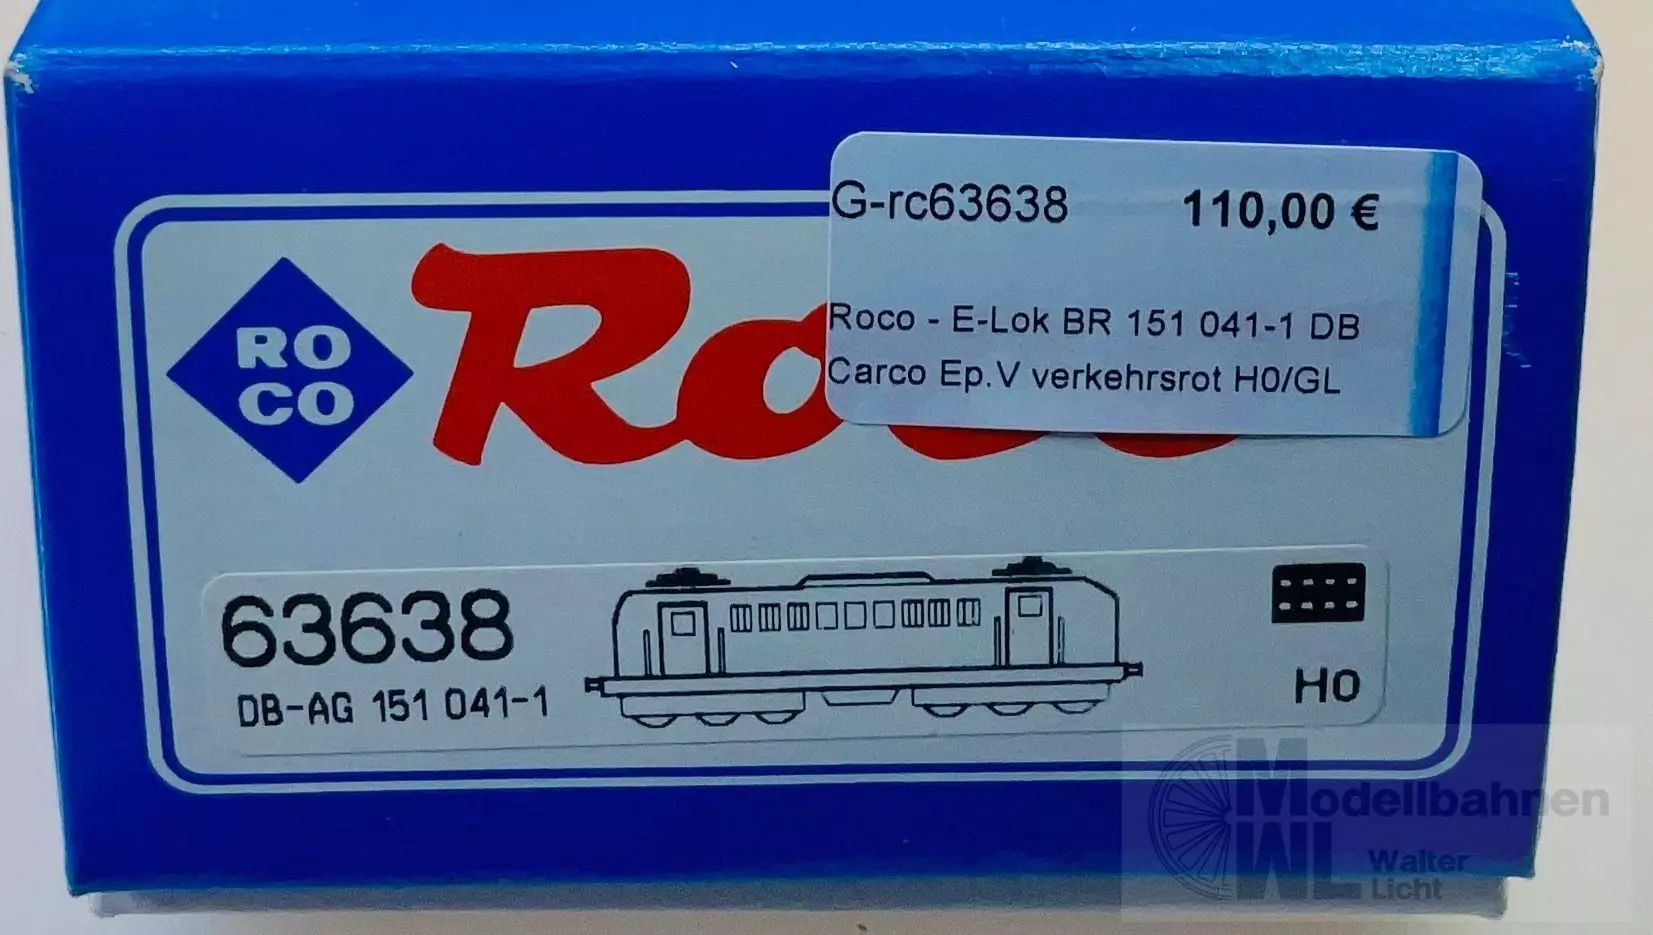 G-rc63638 110,00 €
Roco - E-Lok BR 151 041-1 DB
Carco Ep.V verkehrsrot H0/GL
RO
CO
63638
DB-AG 151 041-1
H0
Modellbahnen
WL Walter
Licht